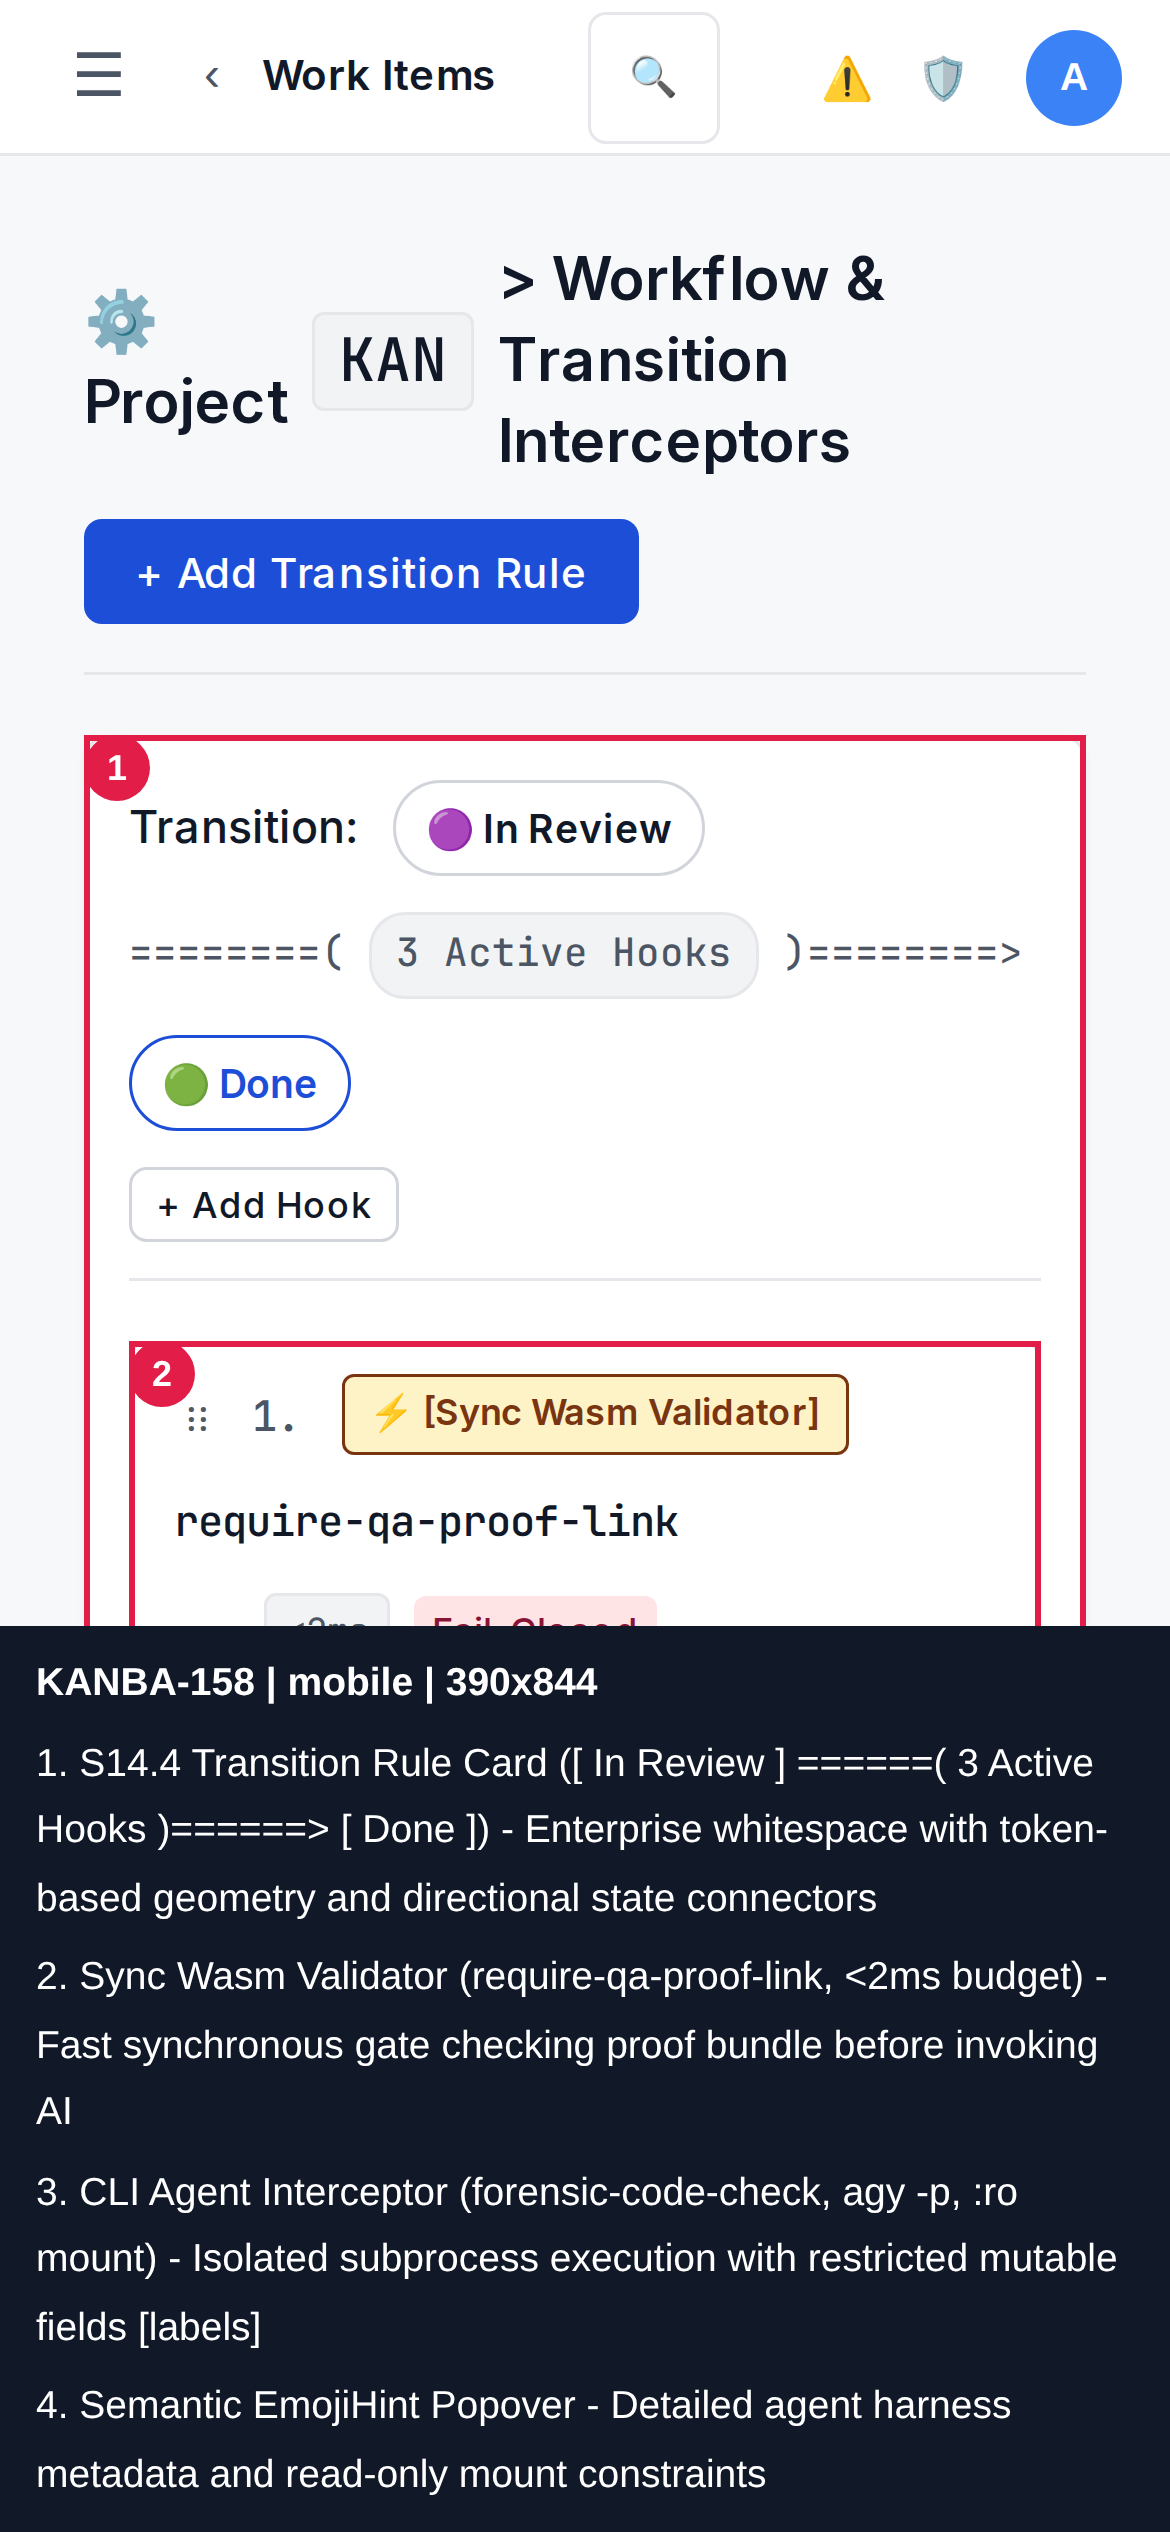 ☰ ‹ Work Items 🔍 ⚠️ 🛡️ A
⚙️ Project KAN > Workflow & Transition Interceptors
+ Add Transition Rule
1
Transition: 🟣 In Review
========( 3 Active Hooks )========>
🟢 Done
+ Add Hook
2
⠿ 1. ⚡ [Sync Wasm Validator]
require-qa-proof-link
<2ms Fail-Closed
KANBA-158 | mobile | 390x844
1. S14.4 Transition Rule Card ([ In Review ] ======( 3 Active
Hooks )======> [ Done ]) - Enterprise whitespace with token-
based geometry and directional state connectors
2. Sync Wasm Validator (require-qa-proof-link, <2ms budget) -
Fast synchronous gate checking proof bundle before invoking
AI
3. CLI Agent Interceptor (forensic-code-check, agy -p, :ro
mount) - Isolated subprocess execution with restricted mutable
fields [labels]
4. Semantic EmojiHint Popover - Detailed agent harness
metadata and read-only mount constraints